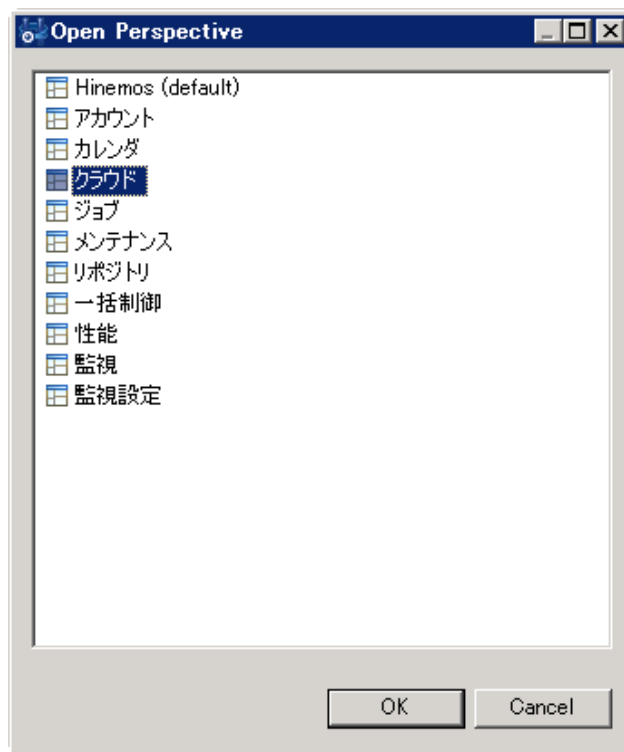 Open Perspective
Hinemos (default)
アカウント
カレンダ
クラウド
ジョブ
メンテナンス
リポジトリ
一括制御
性能
監視
監視設定
OK
Cancel